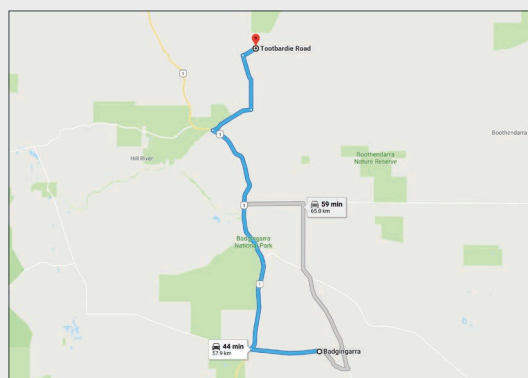 Tootbardie Road
1
1
Hill River
Boothendarra
Boothendarra
Nature Reserve
59 min
65.8 km
1
Badgingarra
National Park
1
44 min
57.9 km
Badgingarra